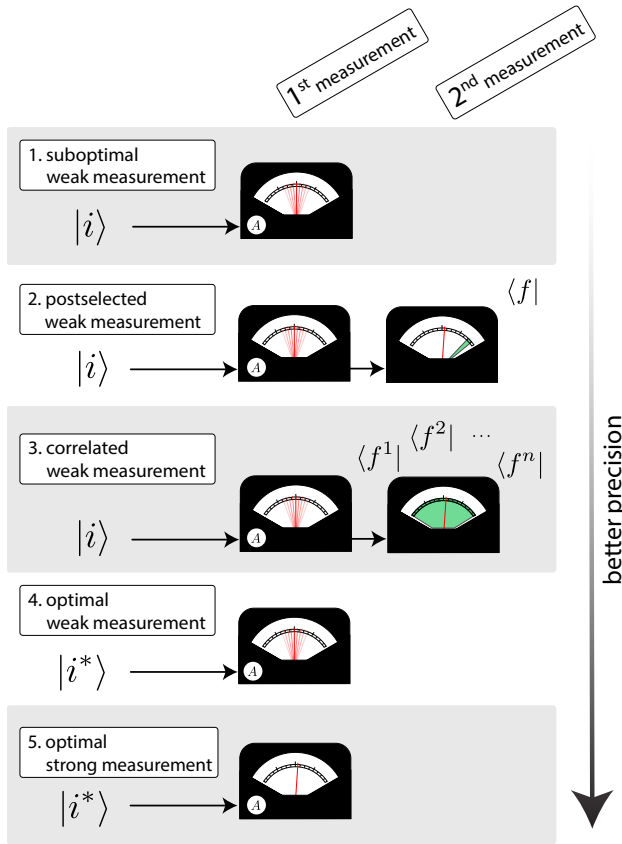 1st measurement
2nd measurement
1. suboptimal
weak measurement
|i⟩
A
2. postselected
weak measurement
⟨f|
|i⟩
A
3. correlated
weak measurement
⟨f¹|
⟨f²|
...
⟨fⁿ|
|i⟩
A
4. optimal
weak measurement
|i*⟩
A
5. optimal
strong measurement
|i*⟩
A
better precision